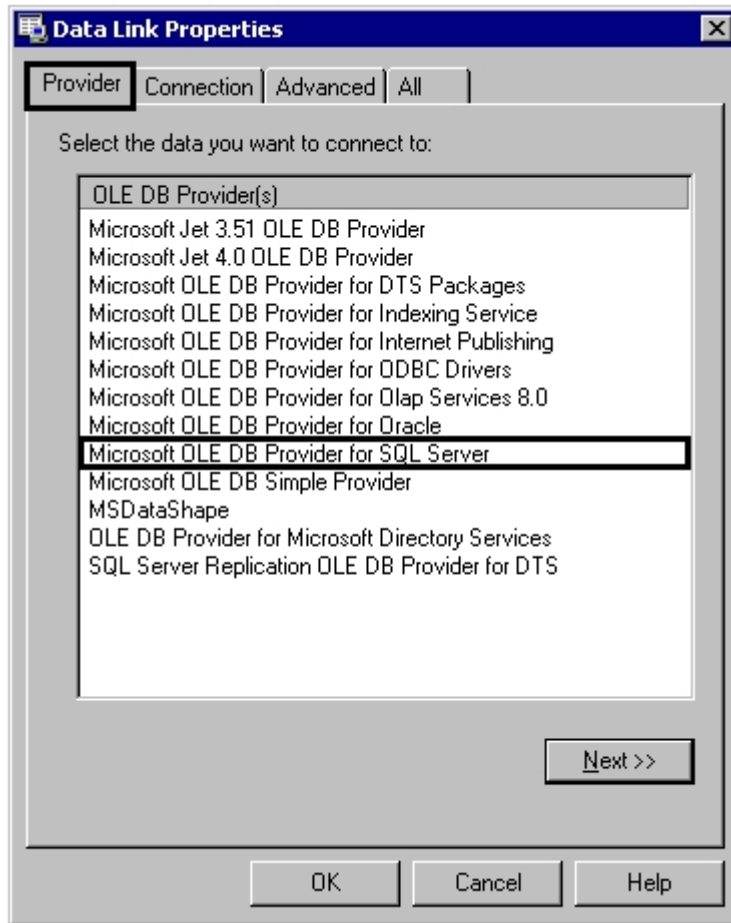 Data Link Properties
Provider Connection Advanced All
Select the data you want to connect to:
OLE DB Provider(s)
Microsoft Jet 3.51 OLE DB Provider
Microsoft Jet 4.0 OLE DB Provider
Microsoft OLE DB Provider for DTS Packages
Microsoft OLE DB Provider for Indexing Service
Microsoft OLE DB Provider for Internet Publishing
Microsoft OLE DB Provider for ODBC Drivers
Microsoft OLE DB Provider for Olap Services 8.0
Microsoft OLE DB Provider for Oracle
Microsoft OLE DB Provider for SQL Server
Microsoft OLE DB Simple Provider
MSDataShape
OLE DB Provider for Microsoft Directory Services
SQL Server Replication OLE DB Provider for DTS
Next >>
OK Cancel Help